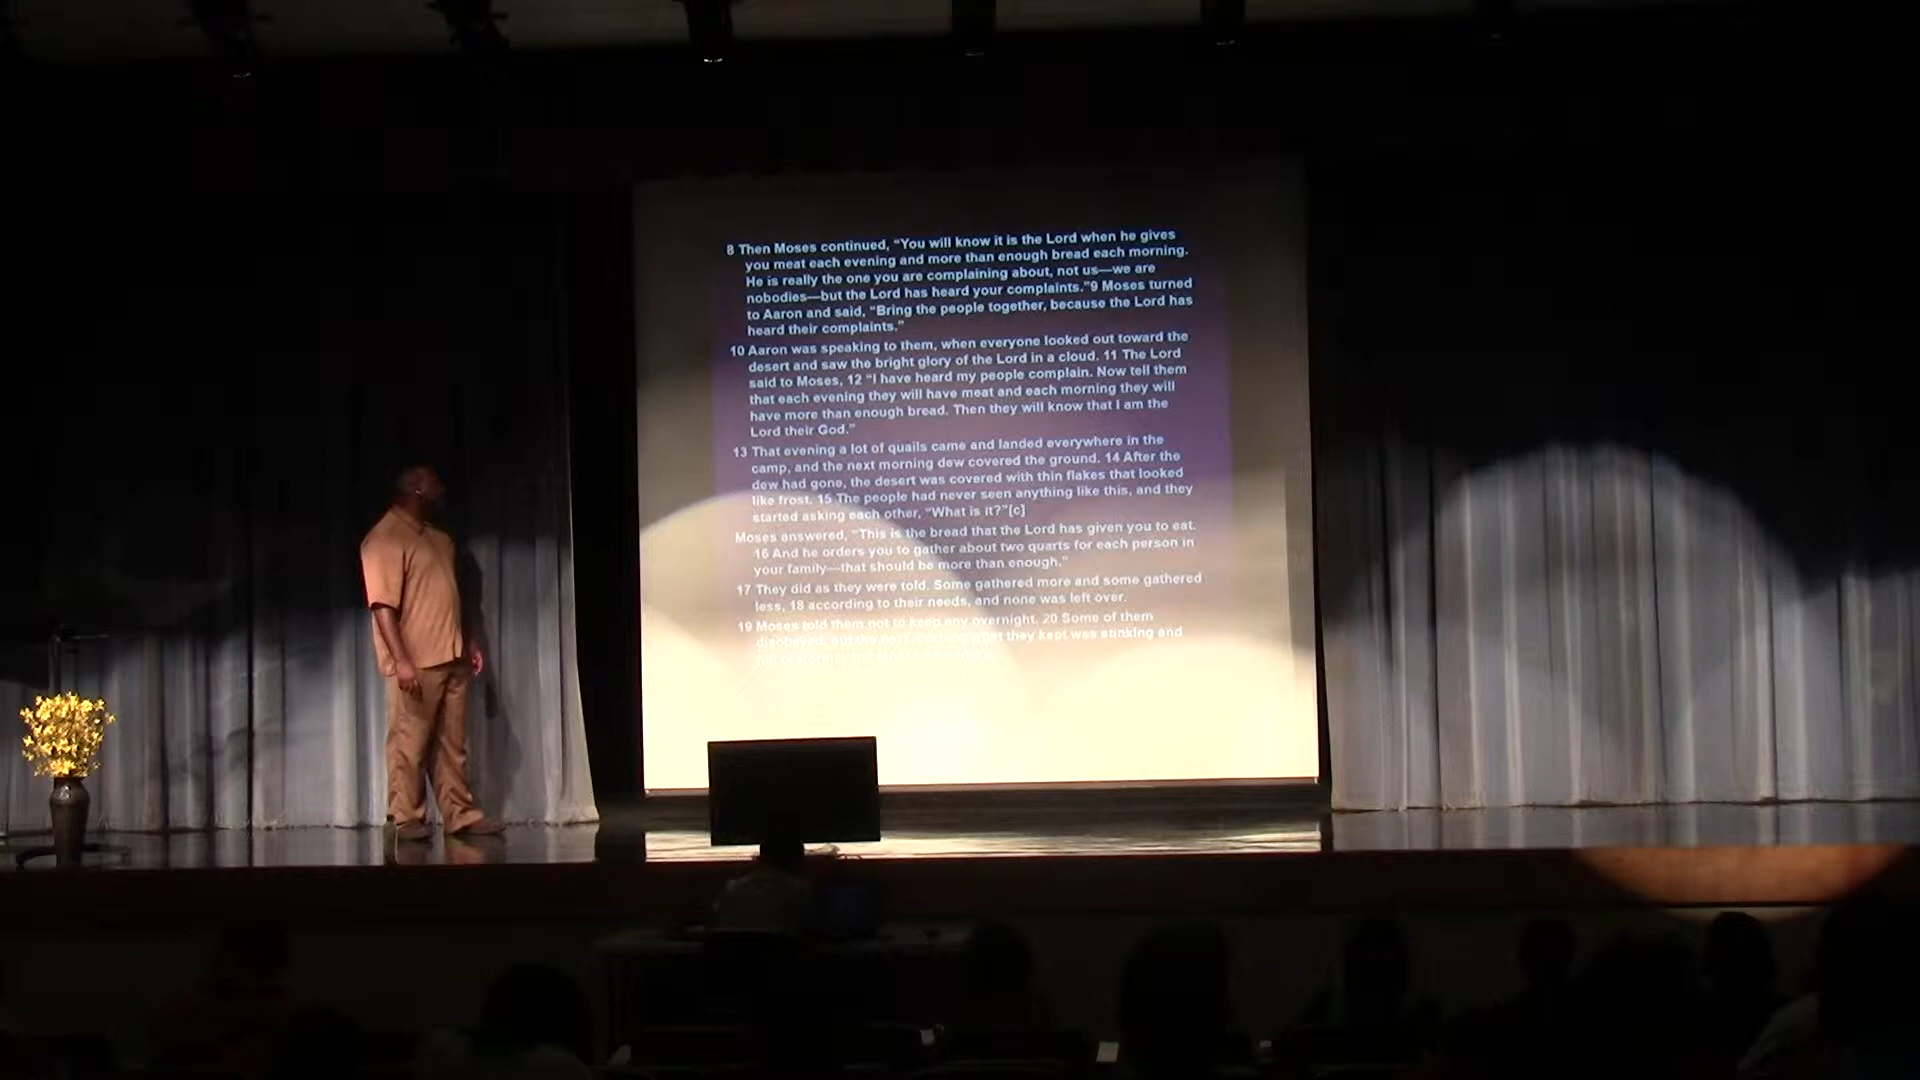 8 Then Moses continued, “You will know it is the Lord when he gives
you meat each evening and more than enough bread each morning.
He is really the one you are complaining about, not us—we are
nobodies—but the Lord has heard your complaints.”9 Moses turned
to Aaron and said, “Bring the people together, because the Lord has
heard their complaints.”
10 Aaron was speaking to them, when everyone looked out toward the
desert and saw the bright glory of the Lord in a cloud. 11 The Lord
said to Moses, 12 “I have heard my people complain. Now tell them
that each evening they will have meat and each morning they will
have more than enough bread. Then they will know that I am the
Lord their God.”
13 That evening a lot of quails came and landed everywhere in the
camp, and the next morning dew covered the ground. 14 After the
dew had gone, the desert was covered with thin flakes that looked
like frost. 15 The people had never seen anything like this, and they
started asking each other, “What is it?”[c]
Moses answered, “This is the bread that the Lord has given you to eat.
16 And he orders you to gather about two quarts for each person in
your family—that should be more than enough.”
17 They did as they were told. Some gathered more and some gathered
less, 18 according to their needs, and none was left over.
19 Moses told them not to keep any overnight. 20 Some of them
disobeyed, but the next morning what they kept was stinking and